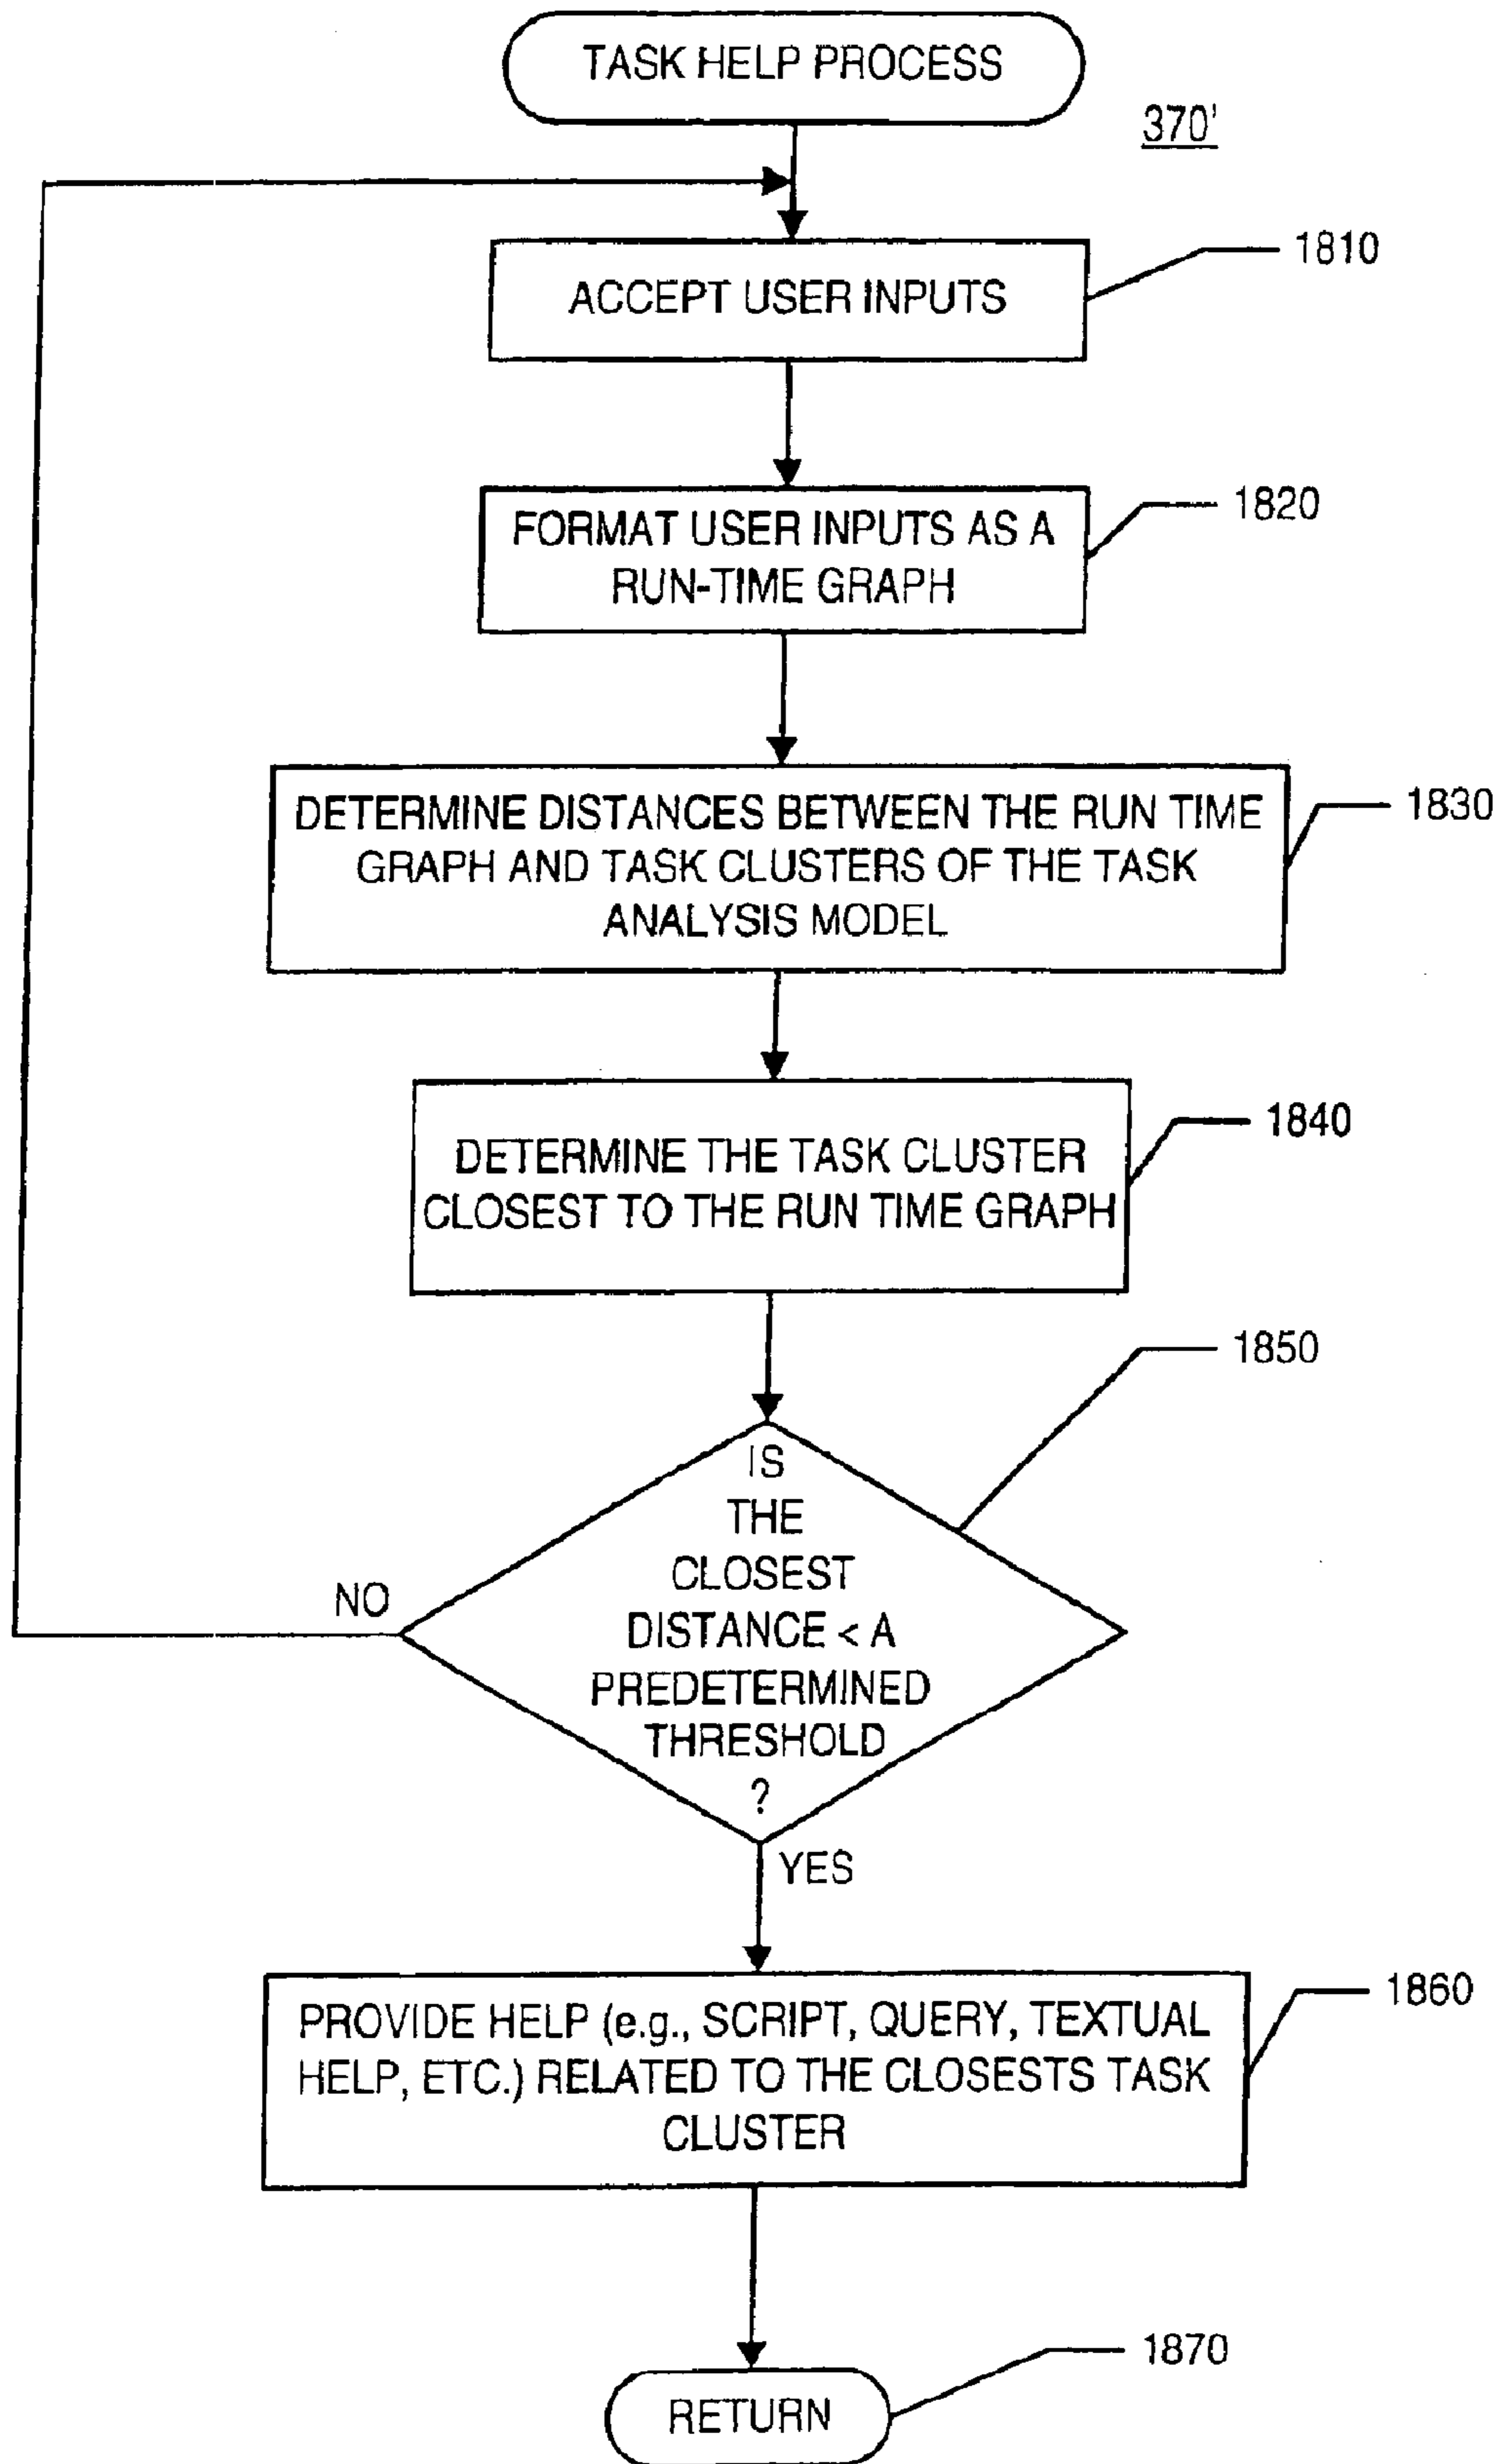 TASK HELP PROCESS
370'
ACCEPT USER INPUTS
1810
FORMAT USER INPUTS AS A
RUN-TIME GRAPH
1820
DETERMINE DISTANCES BETWEEN THE RUN TIME
GRAPH AND TASK CLUSTERS OF THE TASK
ANALYSIS MODEL
1830
DETERMINE THE TASK CLUSTER
CLOSEST TO THE RUN TIME GRAPH
1840
1850
IS
THE
CLOSEST
DISTANCE < A
PREDETERMINED
THRESHOLD
?
NO
YES
PROVIDE HELP (e.g., SCRIPT, QUERY, TEXTUAL
HELP, ETC.) RELATED TO THE CLOSESTS TASK
CLUSTER
1860
RETURN
1870